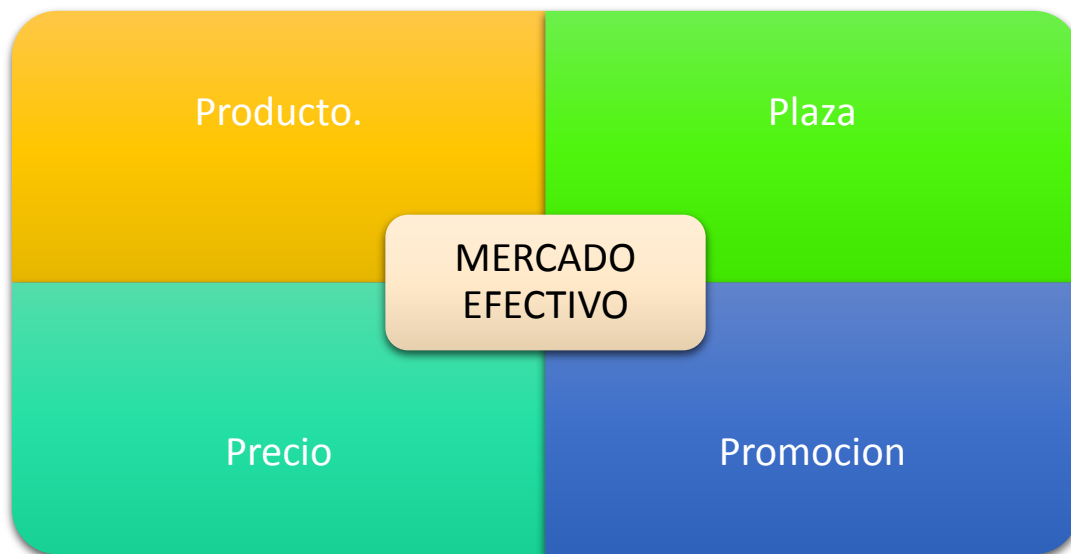 Producto.
Plaza
MERCADO
EFECTIVO
Precio
Promocion